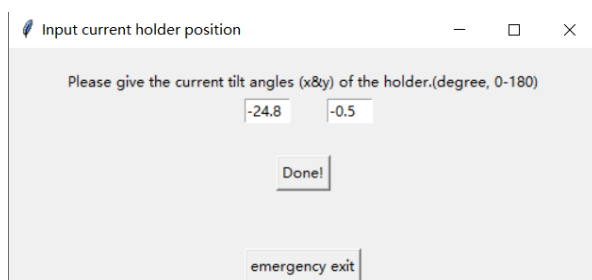 Input current holder position
Please give the current tilt angles (x&y) of the holder.(degree, 0-180)
-24.8 -0.5
Done!
emergency exit